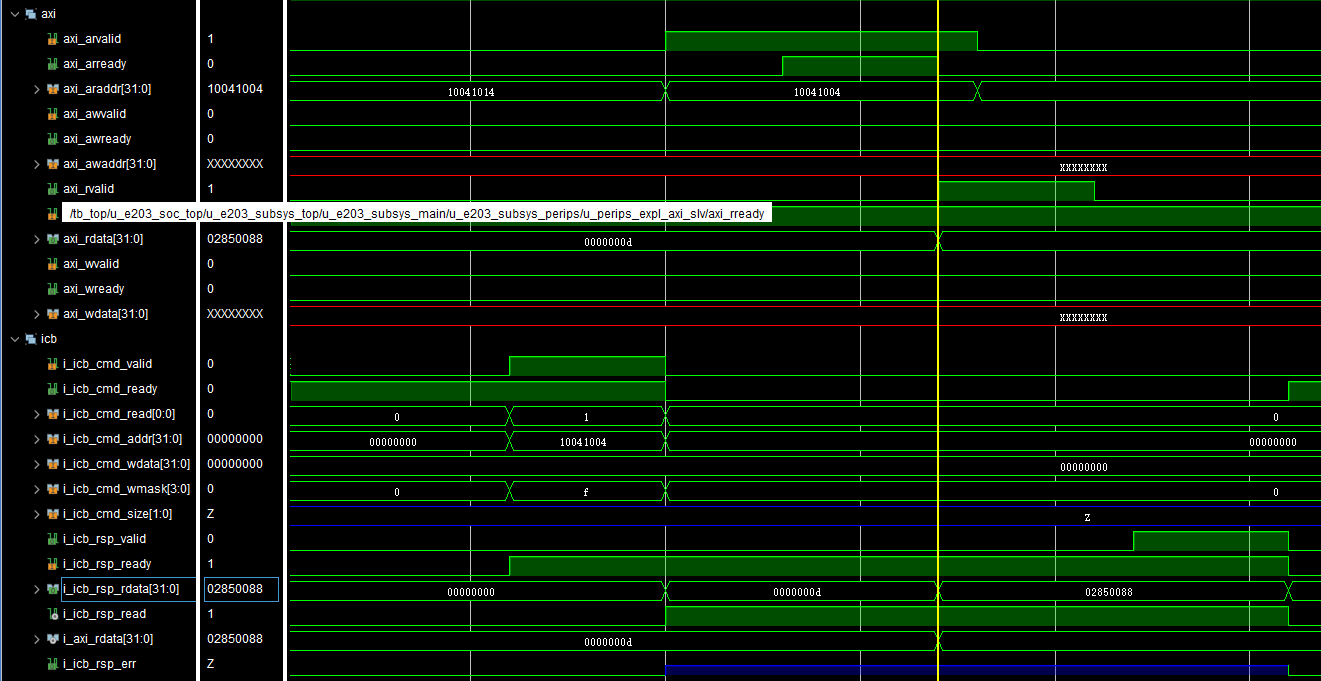 axi
axi_arvalid 1
axi_arready 0
axi_araddr[31:0] 10041004 10041014 10041004
axi_awvalid 0
axi_awready 0
axi_awaddr[31:0] XXXXXXXX XXXXXXXX
axi_rvalid 1
/tb_top/u_e203_soc_top/u_e203_subsys_top/u_e203_subsys_main/u_e203_subsys_perips/u_perips_expl_axi_slv/axi_rready
axi_rdata[31:0] 02850088 0000000d
axi_wvalid 0
axi_wready 0
axi_wdata[31:0] XXXXXXXX XXXXXXXX
icb
i_icb_cmd_valid 0
i_icb_cmd_ready 0
i_icb_cmd_read[0:0] 0 0 1 0
i_icb_cmd_addr[31:0] 00000000 00000000 10041004 00000000
i_icb_cmd_wdata[31:0] 00000000 00000000
i_icb_cmd_wmask[3:0] 0 0 f 0
i_icb_cmd_size[1:0] Z Z
i_icb_rsp_valid 0
i_icb_rsp_ready 1
i_icb_rsp_rdata[31:0] 02850088 00000000 0000000d 02850088
i_icb_rsp_read 1
i_axi_rdata[31:0] 02850088 0000000d
i_icb_rsp_err Z